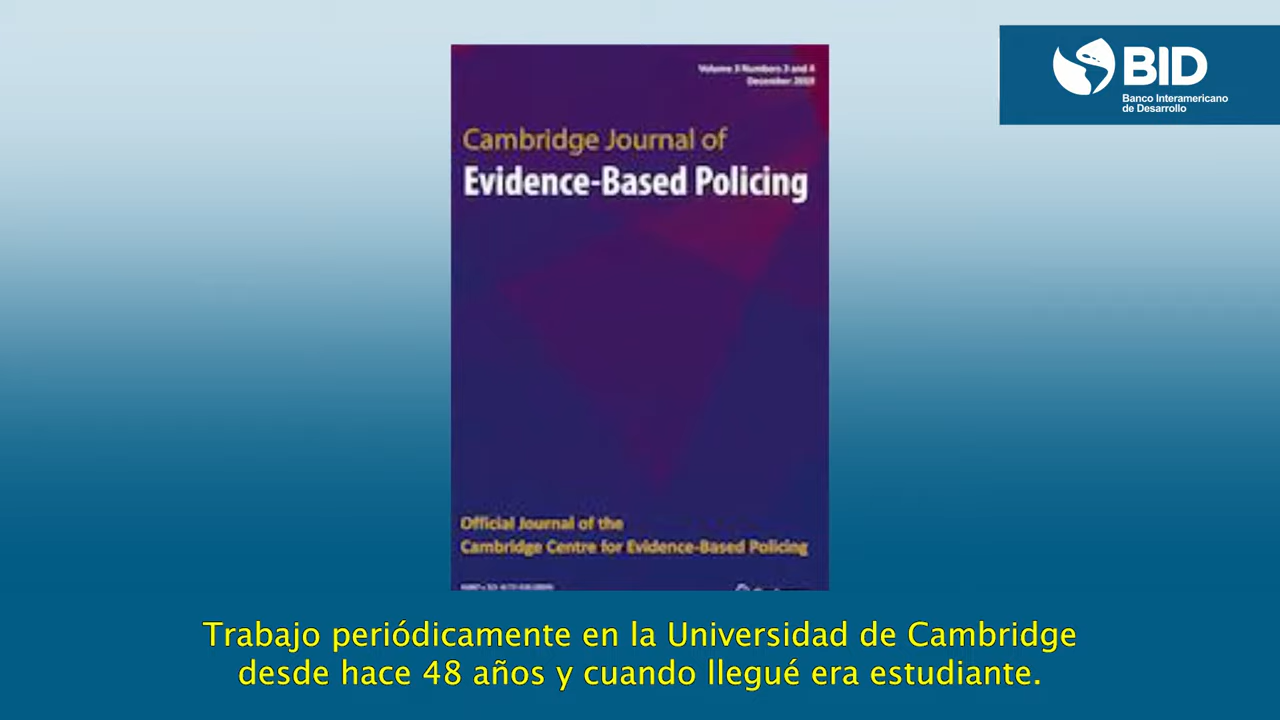 BID
Banco Interamericano
de Desarrollo
Volume 3 Numbers 3 and 4
December 2019
Cambridge Journal of
Evidence-Based Policing
Official Journal of the
Cambridge Centre for Evidence-Based Policing
Trabajo periódicamente en la Universidad de Cambridge
desde hace 48 años y cuando llegué era estudiante.